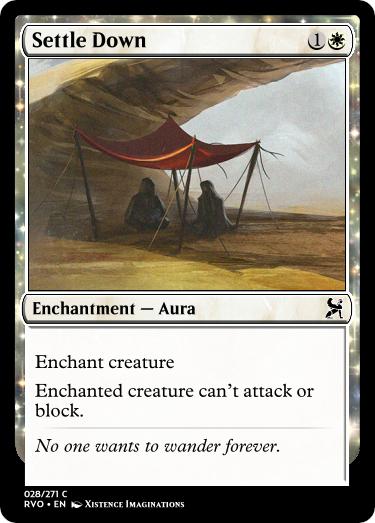 Settle Down 1
Enchantment — Aura
Enchant creature
Enchanted creature can't attack or
block.
No one wants to wander forever.
028/271 C
RVO • EN Xistence Imaginations